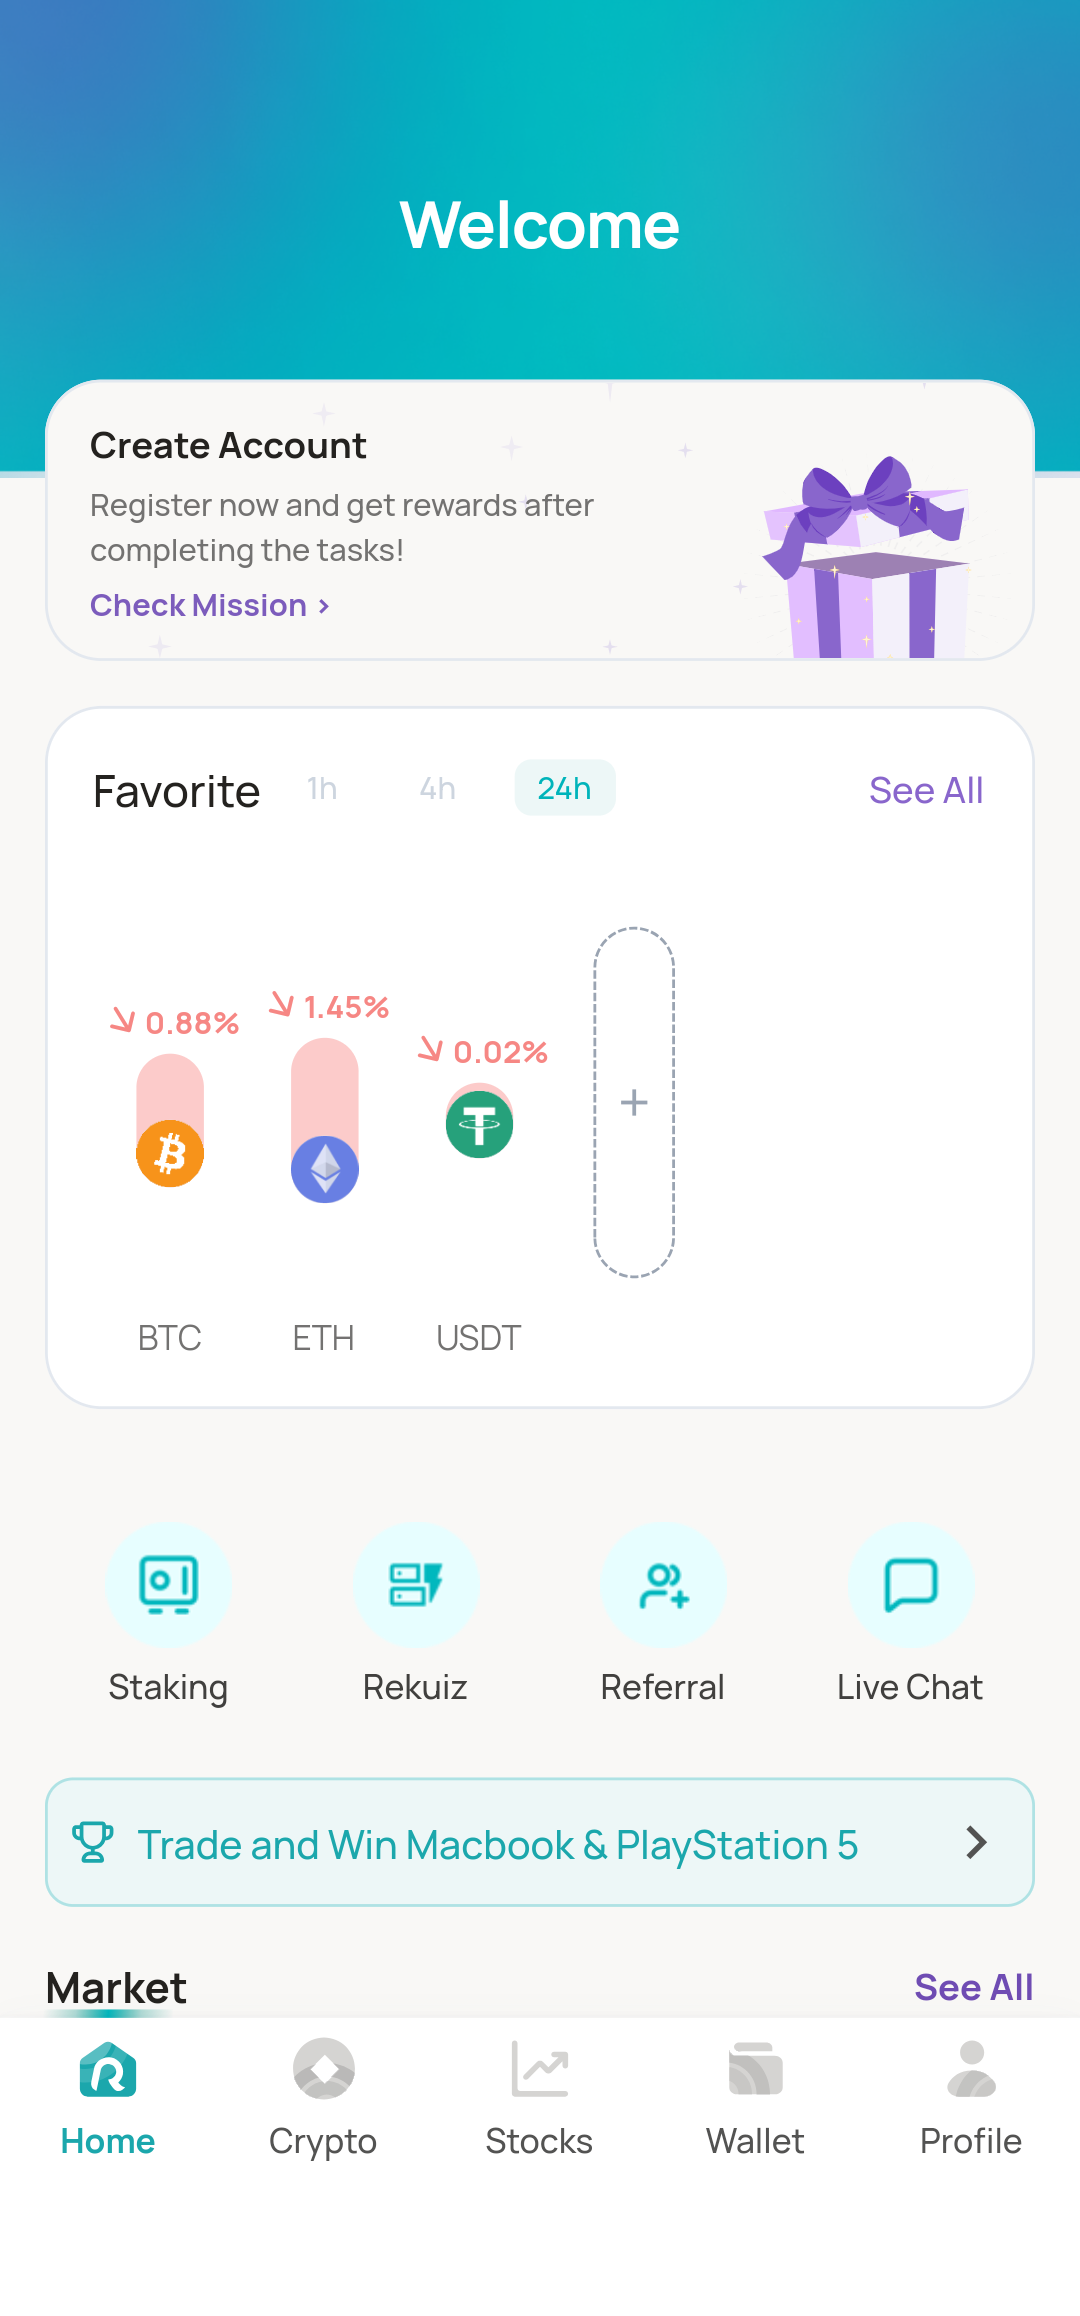 Welcome
Create Account
Register now and get rewards after
completing the tasks!
Check Mission ›
Favorite 1h 4h 24h See All
0.88% 1.45% 0.02%
+
BTC ETH USDT
Staking Rekuiz Referral Live Chat
Trade and Win Macbook & PlayStation 5
Market See All
Home Crypto Stocks Wallet Profile